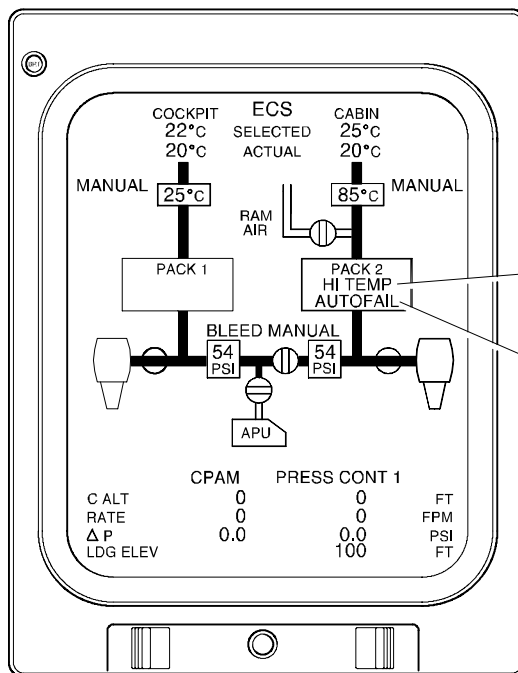 COCKPIT ECS CABIN
22°C SELECTED 25°C
20°C ACTUAL 20°C
MANUAL 25°C 85°C MANUAL
RAM
AIR
PACK 1
PACK 2
HI TEMP
AUTOFAIL
BLEED MANUAL
54
PSI
54
PSI
APU
CPAM PRESS CONT 1
C ALT 0 0 FT
RATE 0 0 FPM
Δ P 0.0 0.0 PSI
LDG ELEV 100 FT